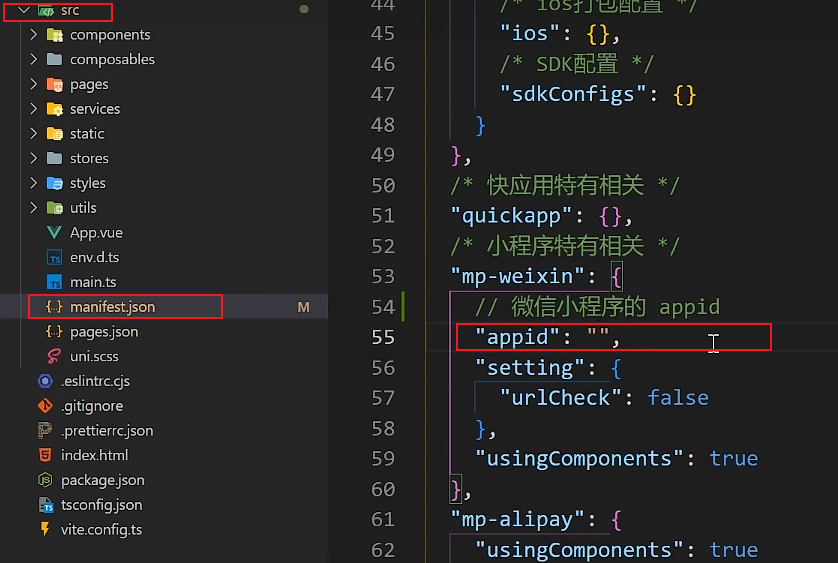 src
components
composables
pages
services
static
stores
styles
utils
App.vue
env.d.ts
main.ts
manifest.json M
pages.json
uni.scss
.eslintrc.cjs
.gitignore
.prettierrc.json
index.html
package.json
tsconfig.json
vite.config.ts
44 /* ios打包配置 */
45 "ios": {},
46 /* SDK配置 */
47 "sdkConfigs": {}
48 }
49 },
50 /* 快应用特有相关 */
51 "quickapp": {},
52 /* 小程序特有相关 */
53 "mp-weixin": {
54 // 微信小程序的 appid
55 "appid": "",
56 "setting": {
57 "urlCheck": false
58 },
59 "usingComponents": true
60 },
61 "mp-alipay": {
62 "usingComponents": true